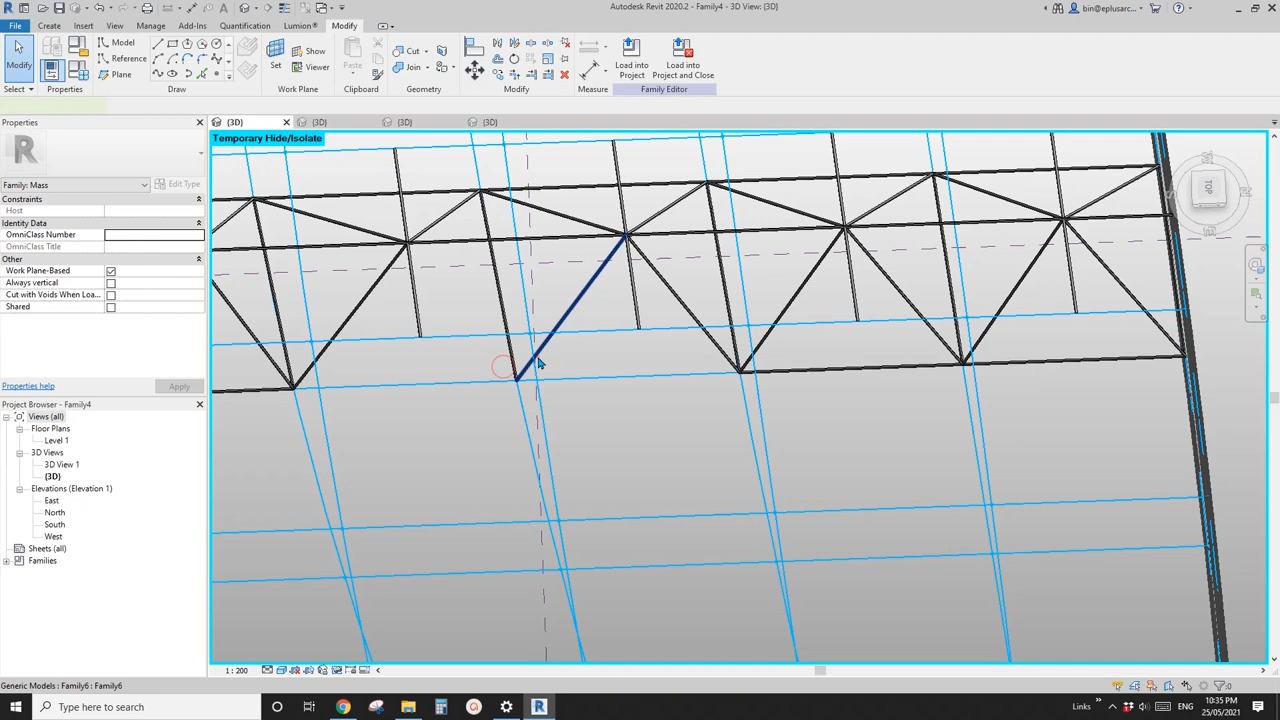 Autodesk Revit 2020.2 - Family4 - 3D View: {3D}
bin@eplusarc...
File Create Insert View Manage Add-Ins Quantification Lumion® Modify
Modify
Model
Reference
Plane
Set
Show
Viewer
Paste
Cut
Join
Load into Project
Load into Project and Close
Select Properties Draw Work Plane Clipboard Geometry Modify Measure Family Editor
Properties
{3D} {3D} {3D} {3D}
Temporary Hide/Isolate
TOP
W
E
R
Family: Mass
Edit Type
Constraints
Host
Identity Data
OmniClass Number
OmniClass Title
Other
Work Plane-Based
Always vertical
Cut with Voids When Loa...
Shared
Properties help
Apply
Project Browser - Family4
Views (all)
Floor Plans
Level 1
3D Views
3D View 1
{3D}
Elevations (Elevation 1)
East
North
South
West
Sheets (all)
Families
1 : 200
Generic Models : Family6 : Family6
:0
Type here to search
Links
ENG
10:35 PM
25/05/2021